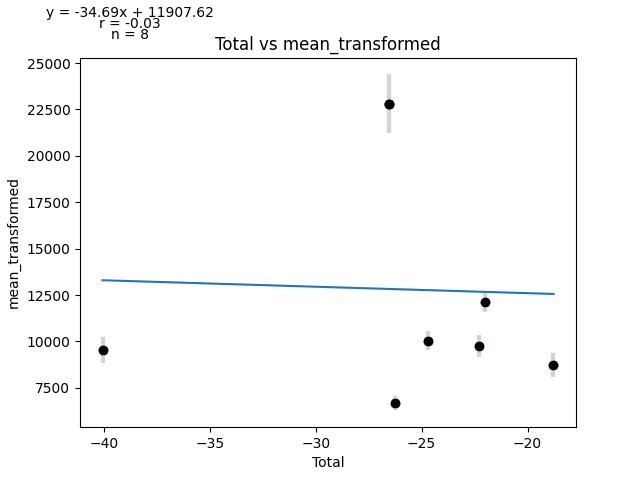 y = -34.69x + 11907.62
r = -0.03
n = 8
Total vs mean_transformed
25000
22500
20000
17500
15000
12500
10000
7500
mean_transformed
−40
−35
−30
−25
−20
Total